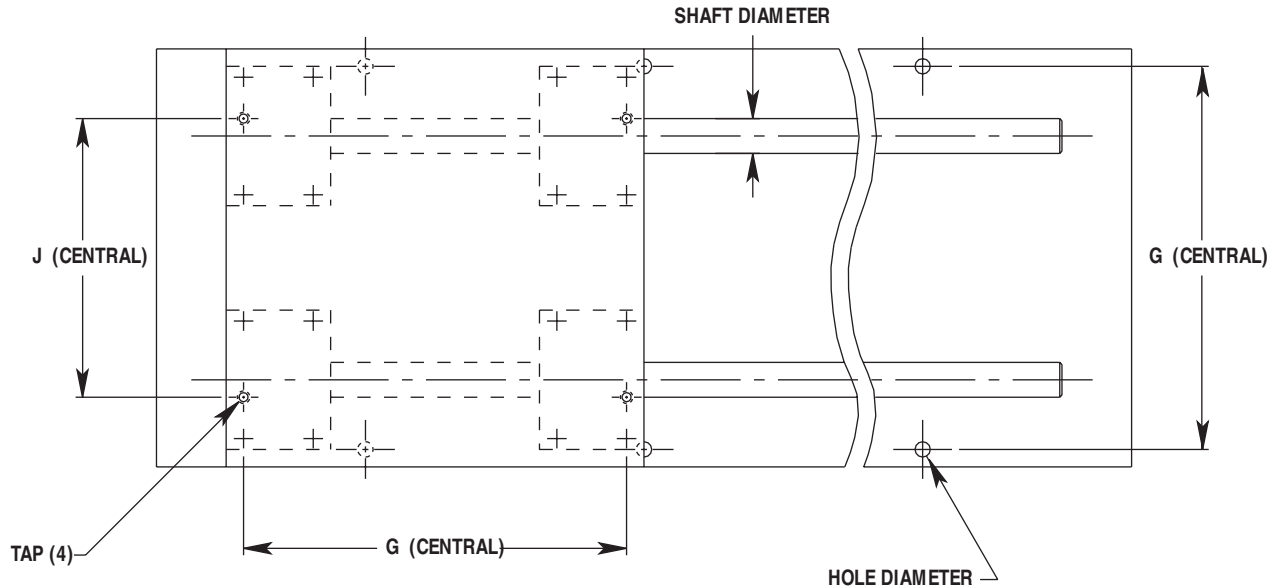 SHAFT DIAMETER
J (CENTRAL)
G (CENTRAL)
TAP (4)
G (CENTRAL)
HOLE DIAMETER